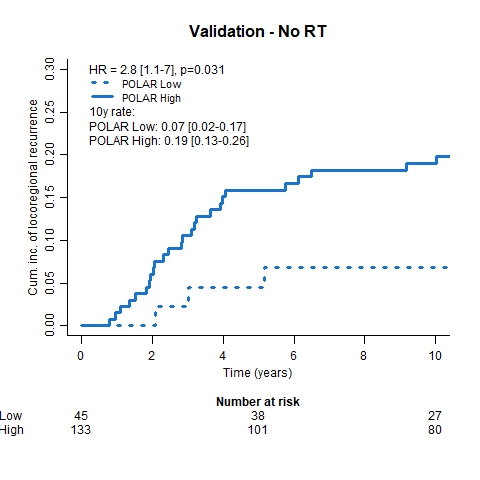 Validation - No RT
HR = 2.8 [1.1-7], p=0.031
POLAR Low
POLAR High
10y rate:
POLAR Low: 0.07 [0.02-0.17]
POLAR High: 0.19 [0.13-0.26]
Cum. inc. of locoregional recurrence
0.30
0.25
0.20
0.15
0.10
0.05
0.00
0 2 4 6 8 10
Time (years)
Number at risk
Low 45 38 27
High 133 101 80